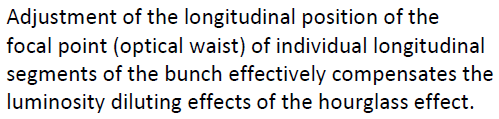 Adjustment of the longitudinal position of the
focal point (optical waist) of individual longitudinal
segments of the bunch effectively compensates the
luminosity diluting effects of the hourglass effect.